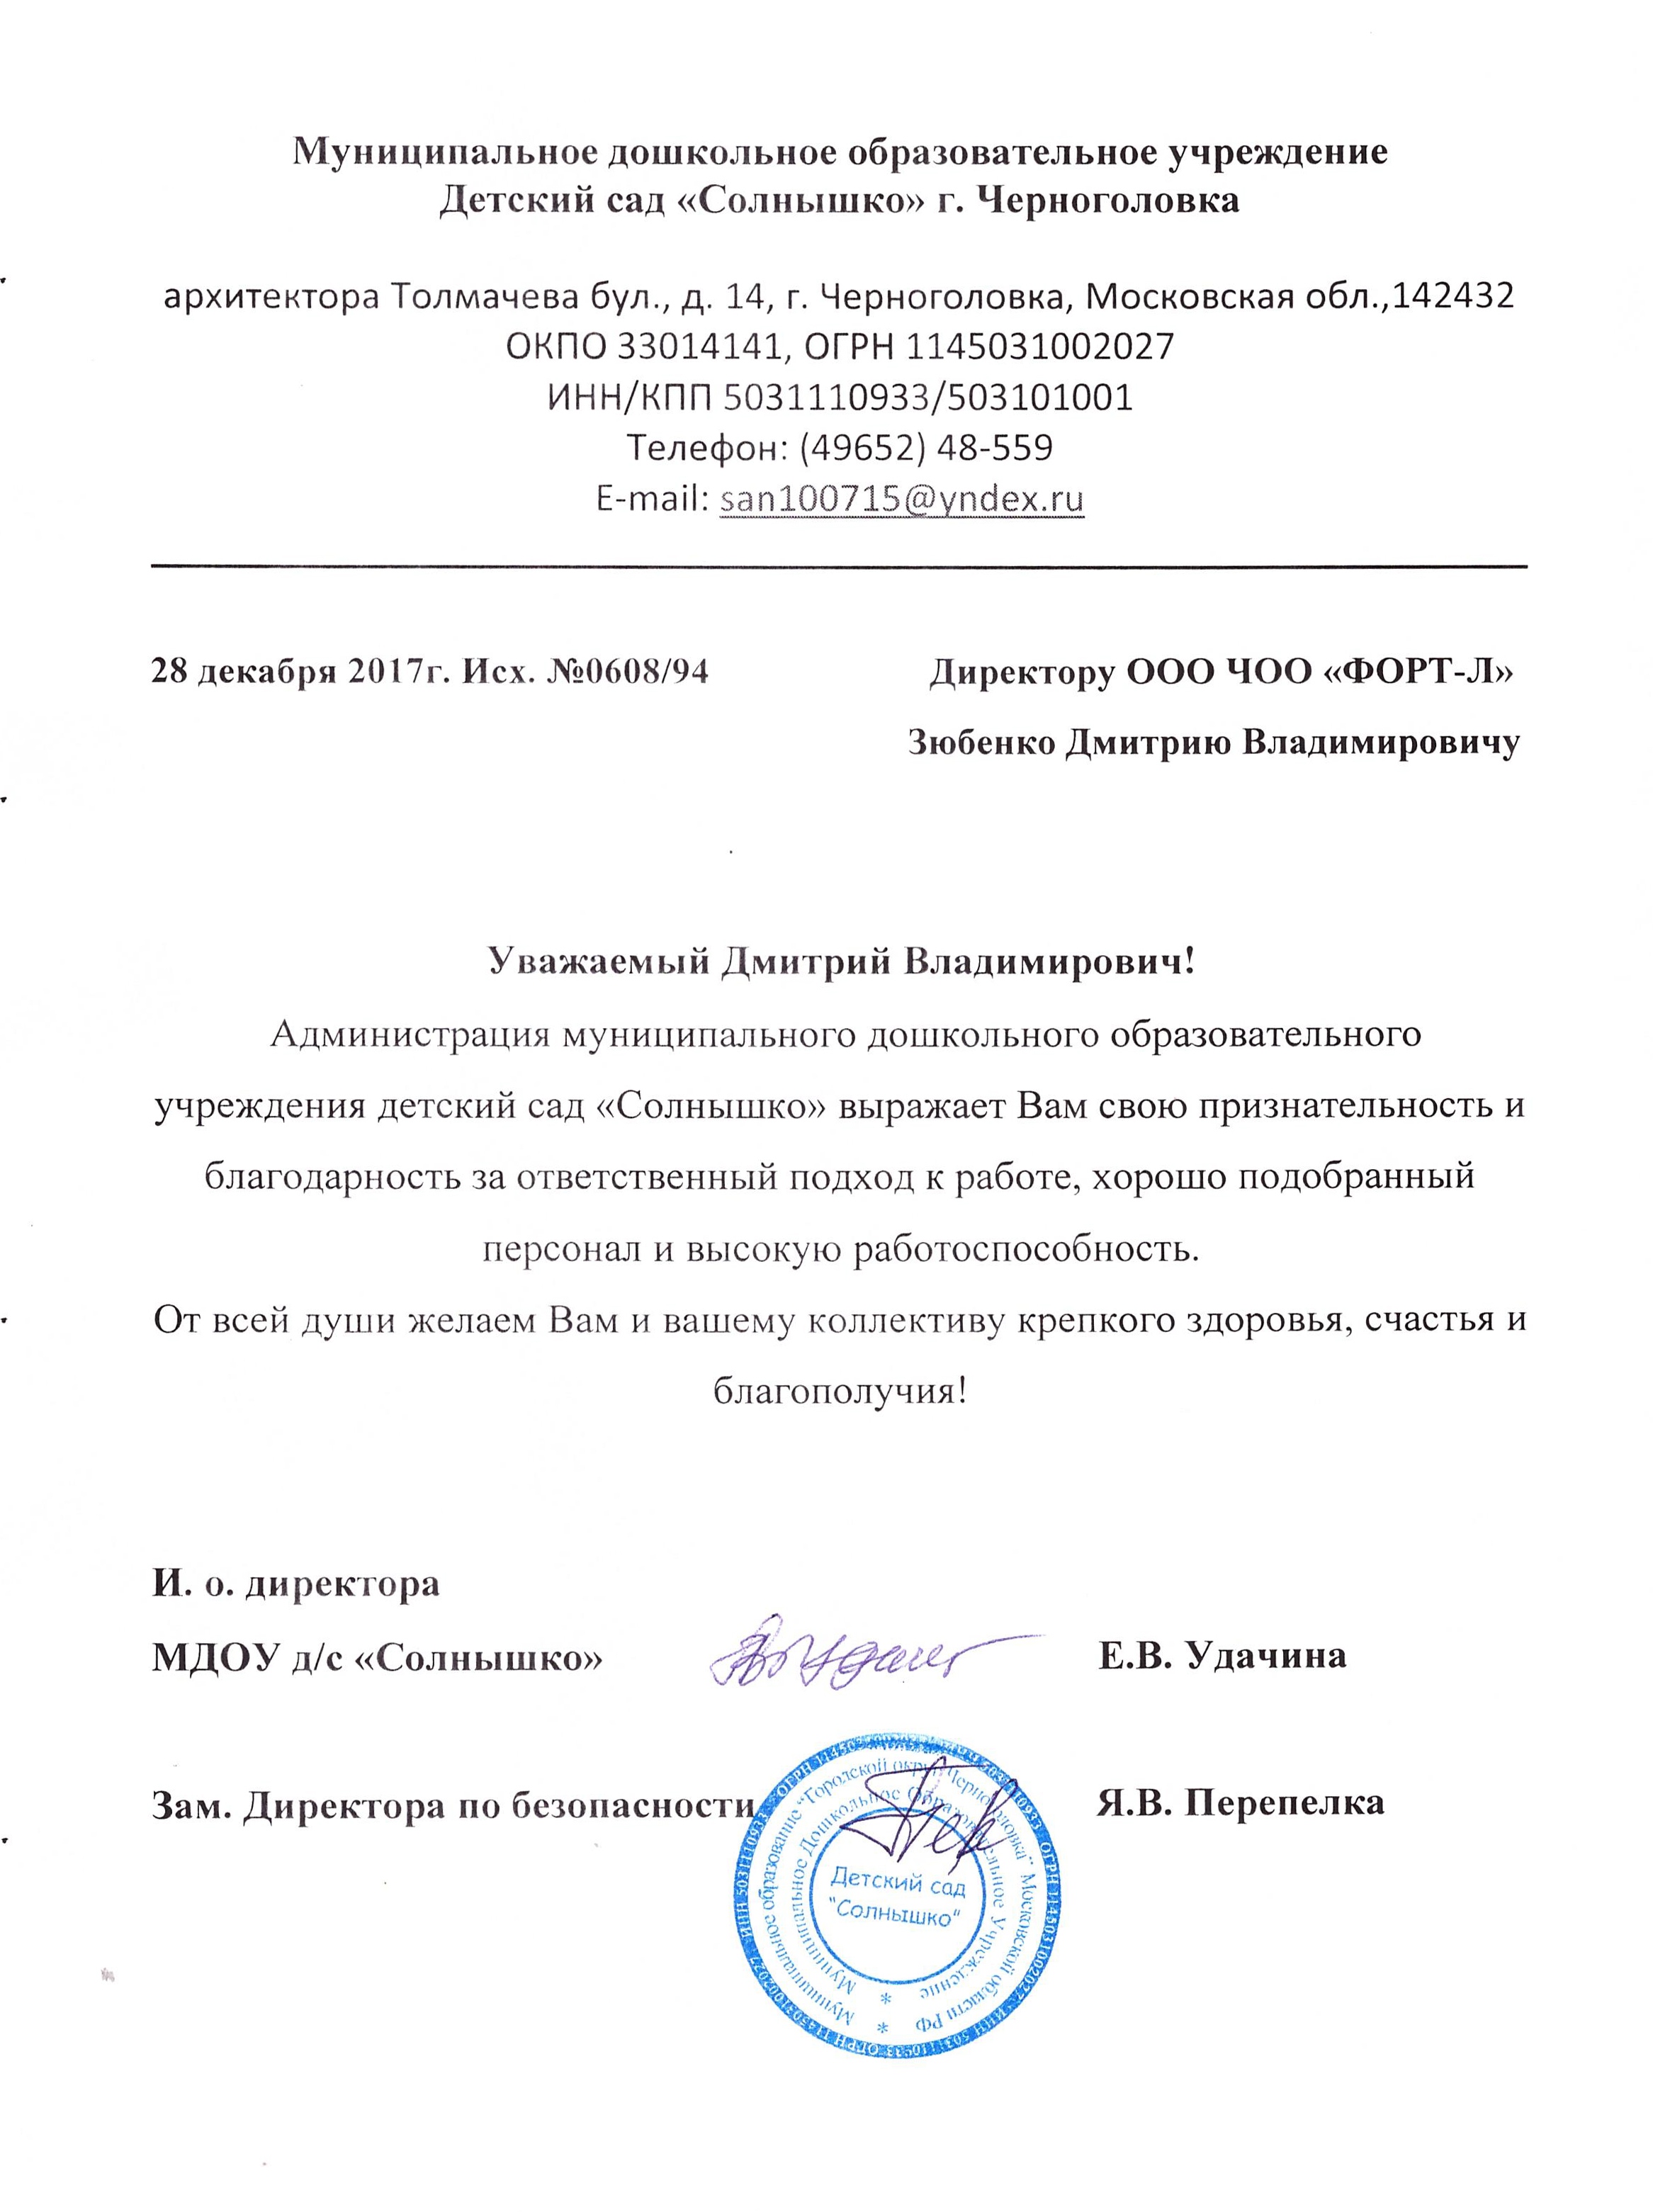 Муниципальное дошкольное образовательное учреждение
Детский сад «Солнышко» г. Черноголовка
архитектора Толмачева бул., д. 14, г. Черноголовка, Московская обл.,142432
ОКПО 33014141, ОГРН 1145031002027
ИНН/КПП 5031110933/503101001
Телефон: (49652) 48-559
E-mail: san100715@yndex.ru
28 декабря 2017г. Исх. №0608/94 Директору ООО ЧОО «ФОРТ-Л»
Зюбенко Дмитрию Владимировичу
Уважаемый Дмитрий Владимирович!
Администрация муниципального дошкольного образовательного
учреждения детский сад «Солнышко» выражает Вам свою признательность и
благодарность за ответственный подход к работе, хорошо подобранный
персонал и высокую работоспособность.
От всей души желаем Вам и вашему коллективу крепкого здоровья, счастья и
благополучия!
И. о. директора
МДОУ д/с «Солнышко» Е.В. Удачина
Зам. Директора по безопасности Я.В. Перепелка
ИНН 5031110933 ОГРН 1145031002027 ИНН 5031110933 ОГРН 1145031002027
Муниципальное образование "Городской округ Черноголовка" Московской области РФ
Муниципальное Дошкольное Образовательное Учреждение
Детский сад
"Солнышко"